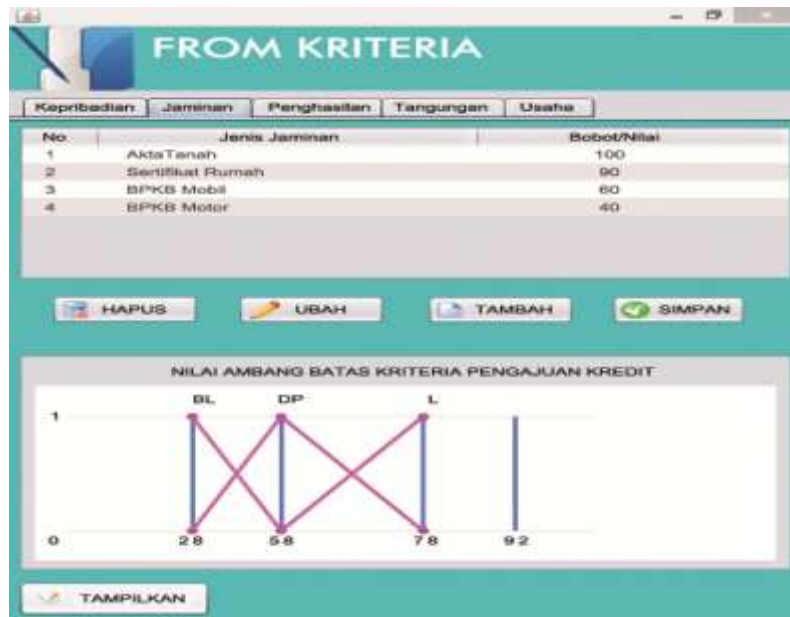 FROM KRITERIA
Kepribadian Jaminan Penghasilan Tangungan Usaha
No Jenis Jaminan Bobot/Nilai
1 AktaTanah 100
2 Sertifikat Rumah 90
3 BPKB Mobil 60
4 BPKB Motor 40
HAPUS UBAH TAMBAH SIMPAN
NILAI AMBANG BATAS KRITERIA PENGAJUAN KREDIT
BL DP L
1
0 28 58 78 92
TAMPILKAN